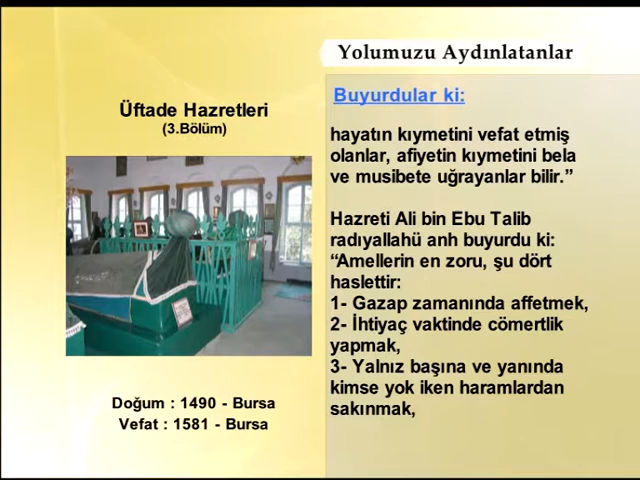 Yolumuzu Aydınlatanlar
Üftade Hazretleri
(3.Bölüm)
Doğum : 1490 - Bursa
Vefat : 1581 - Bursa
Buyurdular ki:
hayatın kıymetini vefat etmiş
olanlar, afiyetin kıymetini bela
ve musibete uğrayanlar bilir.”
Hazreti Ali bin Ebu Talib
radıyallahü anh buyurdu ki:
“Amellerin en zoru, şu dört
haslettir:
1- Gazap zamanında affetmek,
2- İhtiyaç vaktinde cömertlik
yapmak,
3- Yalnız başına ve yanında
kimse yok iken haramlardan
sakınmak,